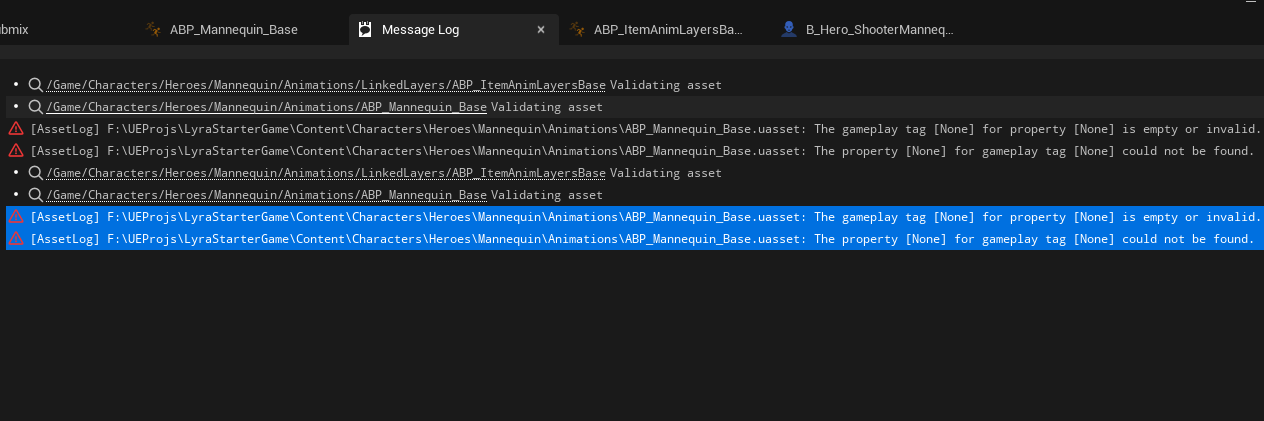 ubmix
ABP_Mannequin_Base
Message Log
ABP_ItemAnimLayersBa...
B_Hero_ShooterManneq...
/Game/Characters/Heroes/Mannequin/Animations/LinkedLayers/ABP_ItemAnimLayersBase Validating asset
/Game/Characters/Heroes/Mannequin/Animations/ABP_Mannequin_Base Validating asset
[AssetLog] F:\UEProjs\LyraStarterGame\Content\Characters\Heroes\Mannequin\Animations\ABP_Mannequin_Base.uasset: The gameplay tag [None] for property [None] is empty or invalid.
[AssetLog] F:\UEProjs\LyraStarterGame\Content\Characters\Heroes\Mannequin\Animations\ABP_Mannequin_Base.uasset: The property [None] for gameplay tag [None] could not be found.
/Game/Characters/Heroes/Mannequin/Animations/LinkedLayers/ABP_ItemAnimLayersBase Validating asset
/Game/Characters/Heroes/Mannequin/Animations/ABP_Mannequin_Base Validating asset
[AssetLog] F:\UEProjs\LyraStarterGame\Content\Characters\Heroes\Mannequin\Animations\ABP_Mannequin_Base.uasset: The gameplay tag [None] for property [None] is empty or invalid.
[AssetLog] F:\UEProjs\LyraStarterGame\Content\Characters\Heroes\Mannequin\Animations\ABP_Mannequin_Base.uasset: The property [None] for gameplay tag [None] could not be found.